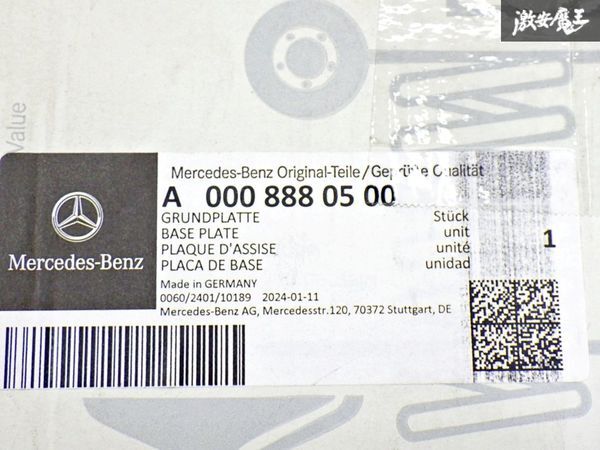 激安魔王
Value
Mercedes-Benz Original-Teile/Geprüfte Qualität
A 000 888 05 00
GRUNDPLATTE Stück
BASE PLATE unit
PLAQUE D'ASSISE unité
PLACA DE BASE unidad
1
Mercedes-Benz
Made in GERMANY
0060/2401/10189 2024-01-11
Mercedes-Benz AG, Mercedesstr.120, 70372 Stuttgart, DE